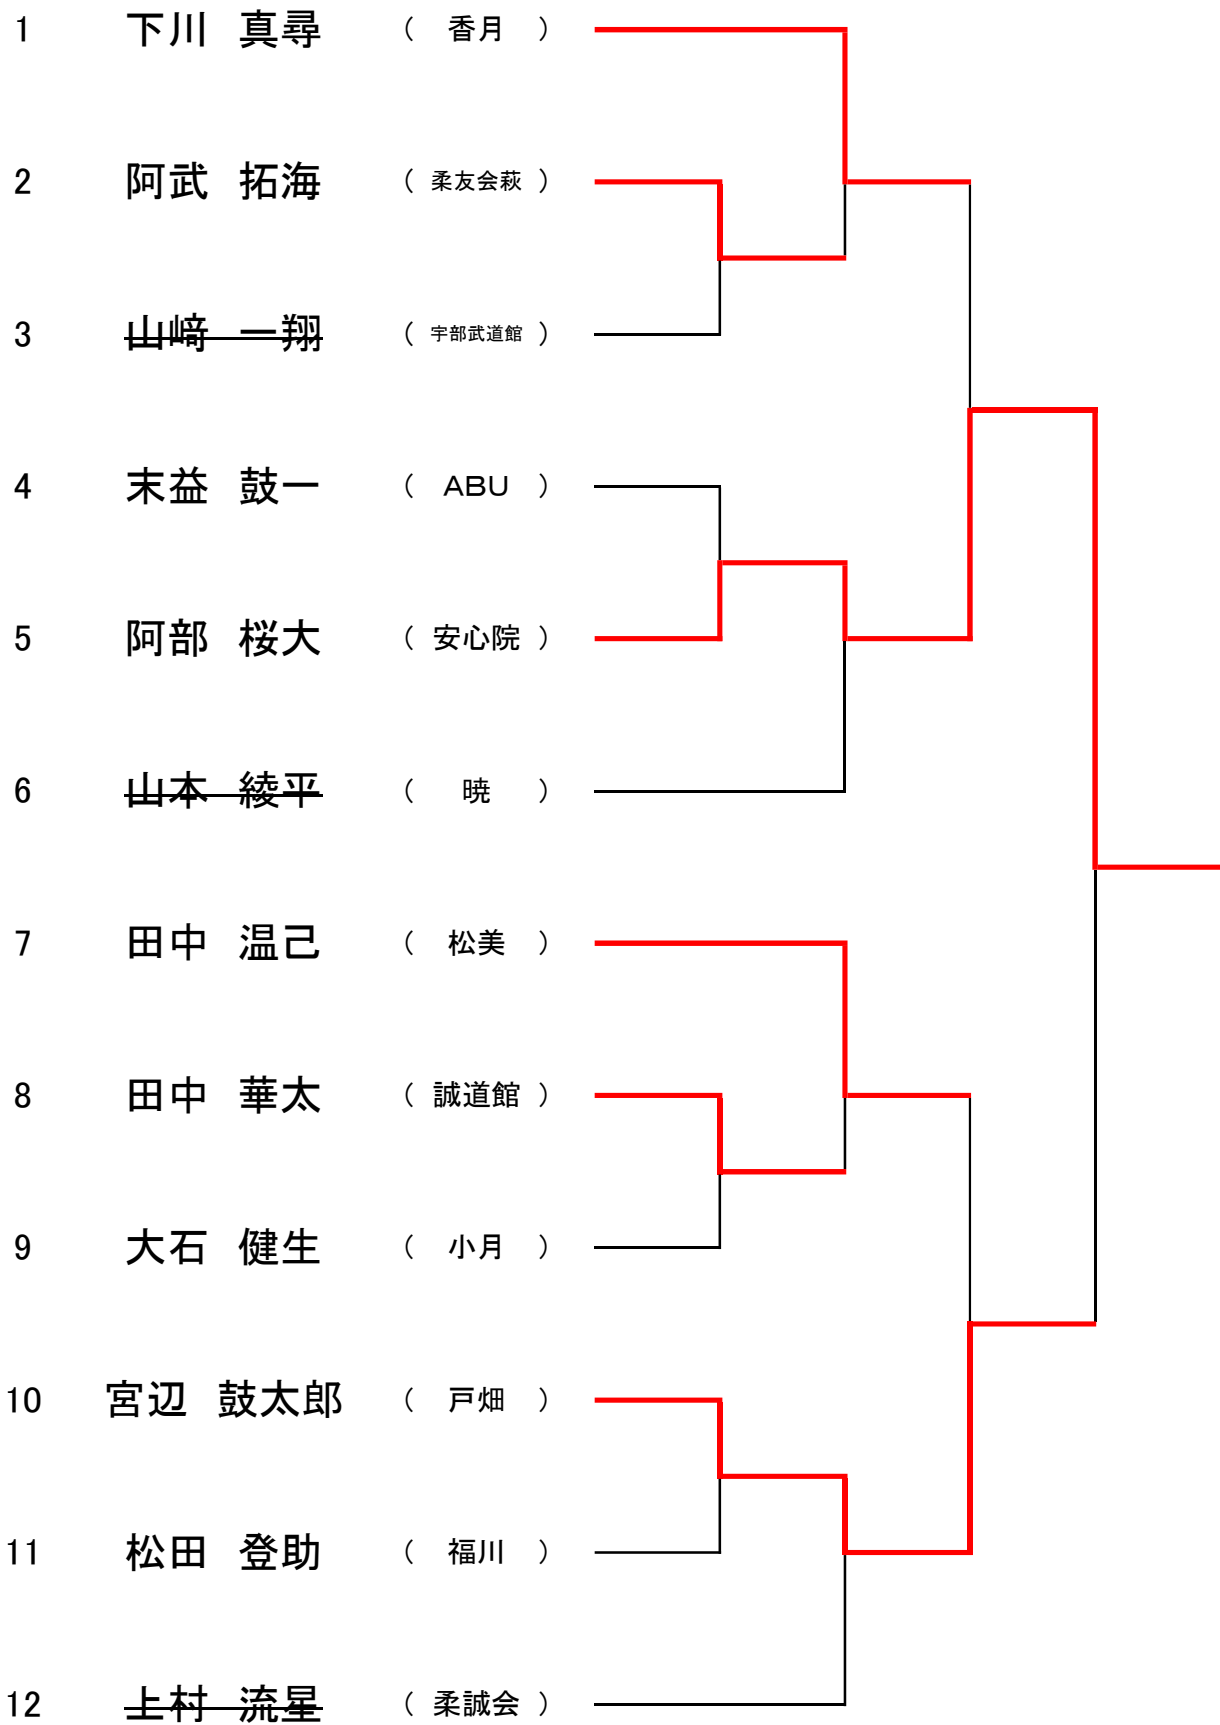 1 下川 真尋 ( 香月 )
2 阿武 拓海 ( 柔友会萩 )
3 山﨑 一翔 ( 宇部武道館 )
4 末益 鼓一 ( ABU )
5 阿部 桜大 ( 安心院 )
6 山本 綾平 ( 暁 )
7 田中 温己 ( 松美 )
8 田中 華太 ( 誠道館 )
9 大石 健生 ( 小月 )
10 宮辺 鼓太郎 ( 戸畑 )
11 松田 登助 ( 福川 )
12 上村 流星 ( 柔誠会 )